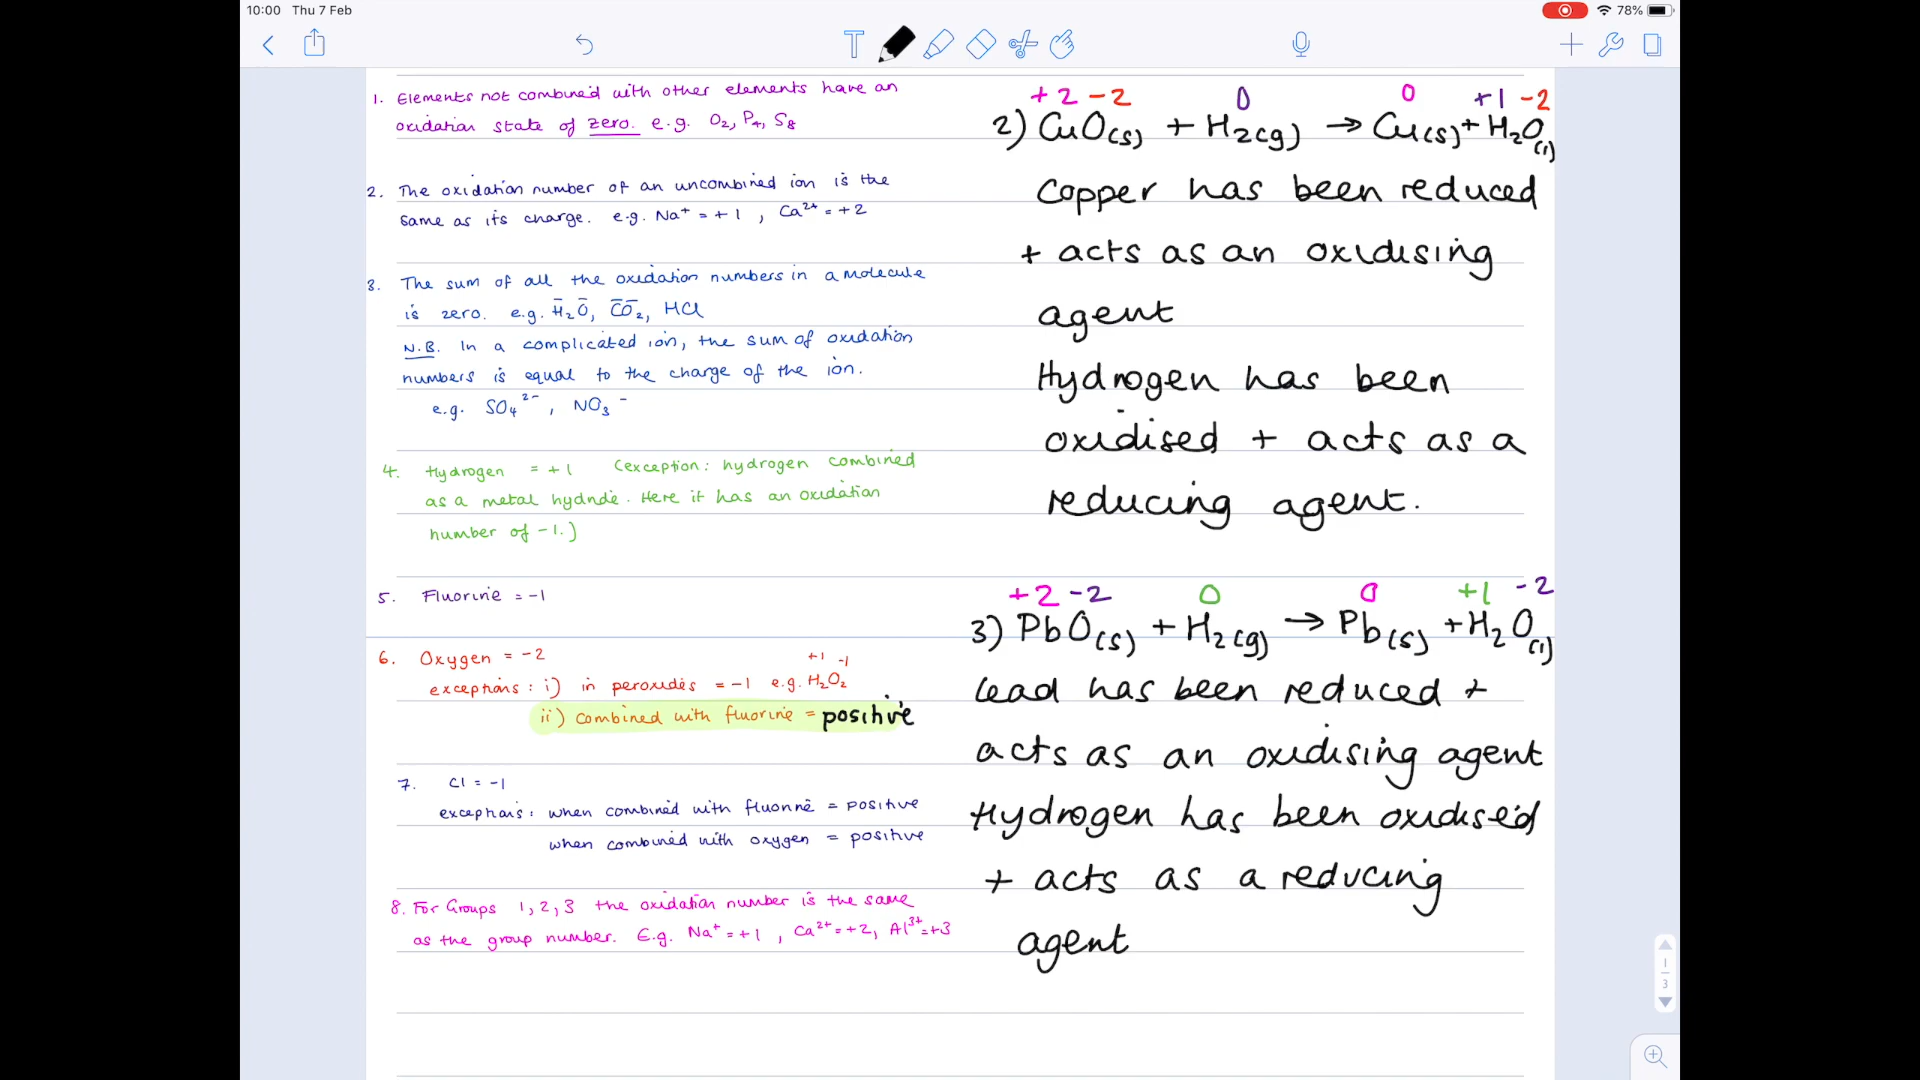 10:00 Thu 7 Feb
78%
1. Elements not combined with other elements have an
oxidation state of zero. e.g. O₂, P₄, S₈
2. The oxidation number of an uncombined ion is the
same as its charge. e.g. Na⁺ = +1 , Ca²⁺ = +2
3. The sum of all the oxidation numbers in a molecule
is zero. e.g. H₂O, CO₂, HCl
N.B. In a complicated ion, the sum of oxidation
numbers is equal to the charge of the ion.
e.g. SO₄²⁻ , NO₃⁻
4. Hydrogen = +1 (exception: hydrogen combined
as a metal hydride. Here it has an oxidation
number of -1.)
5. Fluorine = -1
6. Oxygen = -2
+1 -1
exceptions : i) in peroxides = -1 e.g. H₂O₂
ii) combined with fluorine = positive
7. Cl = -1
exceptions : when combined with fluorine = positive
when combined with oxygen = positive
8. For Groups 1, 2, 3 the oxidation number is the same
as the group number. E.g. Na⁺ = +1 , Ca²⁺ = +2, Al³⁺ = +3
+2 -2 0 0 +1 -2
2) CuO(s) + H₂(g) → Cu(s) + H₂O(l)
Copper has been reduced
+ acts as an oxidising
agent
Hydrogen has been
oxidised + acts as a
reducing agent.
+2 -2 0 0 +1 -2
3) PbO(s) + H₂(g) → Pb(s) + H₂O(l)
Lead has been reduced +
acts as an oxidising agent
Hydrogen has been oxidised
+ acts as a reducing
agent
1
3